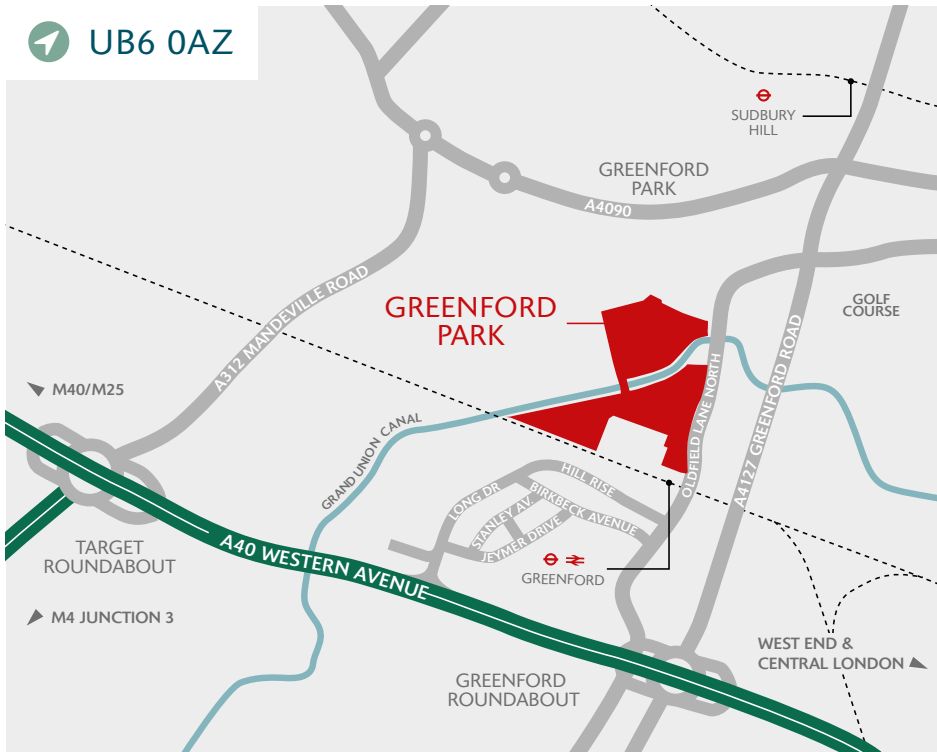 UB6 0AZ
SUDBURY
HILL
GREENFORD
PARK
A4090
A312 MANDEVILLE ROAD
GREENFORD
PARK
GOLF
COURSE
M40/M25
GRAND UNION CANAL
OLDFIELD LANE NORTH
A4127 GREENFORD ROAD
LONG DR
HILL RISE
STANLEY AV.
BIRKBECK AVENUE
JEYMER DRIVE
GREENFORD
TARGET
ROUNDABOUT
A40 WESTERN AVENUE
M4 JUNCTION 3
WEST END &
CENTRAL LONDON
GREENFORD
ROUNDABOUT